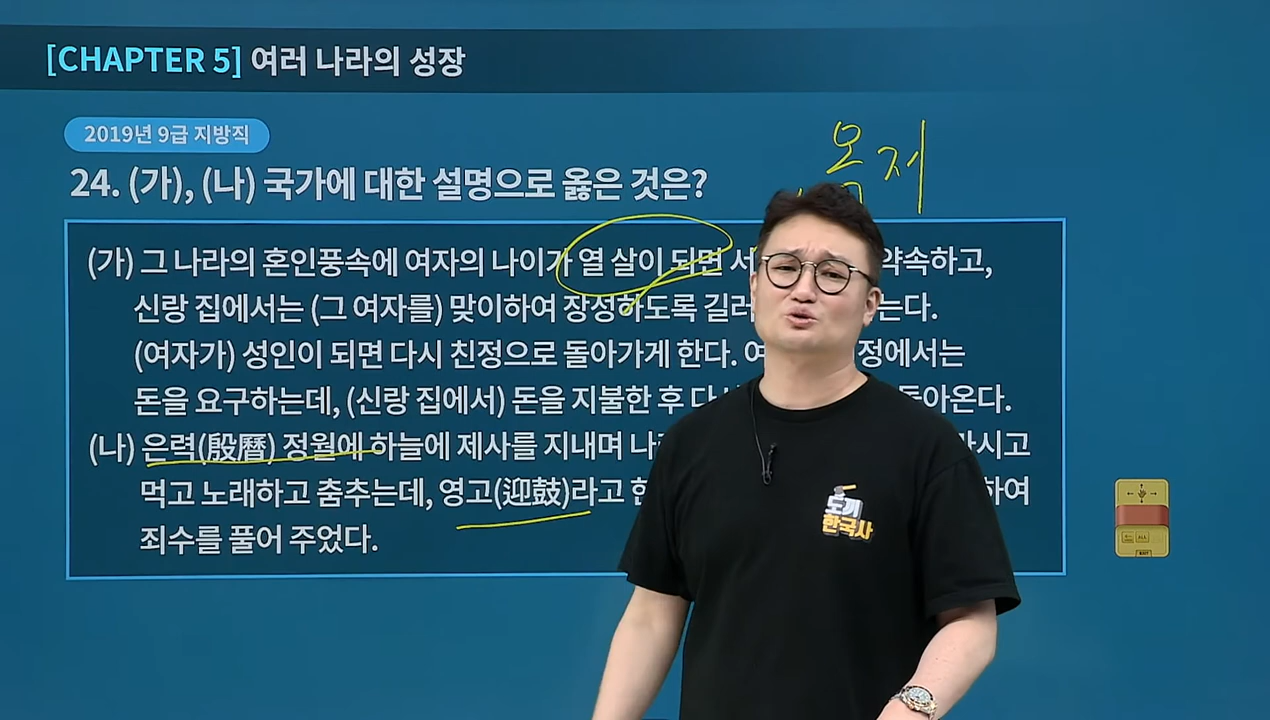 [CHAPTER 5] 여러 나라의 성장
2019년 9급 지방직
옥저
24. (가), (나) 국가에 대한 설명으로 옳은 것은?
(가) 그 나라의 혼인풍속에 여자의 나이가 열 살이 되면 서 약속하고,
신랑 집에서는 (그 여자를) 맞이하여 장성하도록 길러 는다.
(여자가) 성인이 되면 다시 친정으로 돌아가게 한다. 여 정에서는
돈을 요구하는데, (신랑 집에서) 돈을 지불한 후 다시 돌아온다.
(나) 은력(殷曆) 정월에 하늘에 제사를 지내며 나라 마시고
먹고 노래하고 춤추는데, 영고(迎鼓)라고 한 하여
죄수를 풀어 주었다.
도끼
한국사
ALL
EXIT